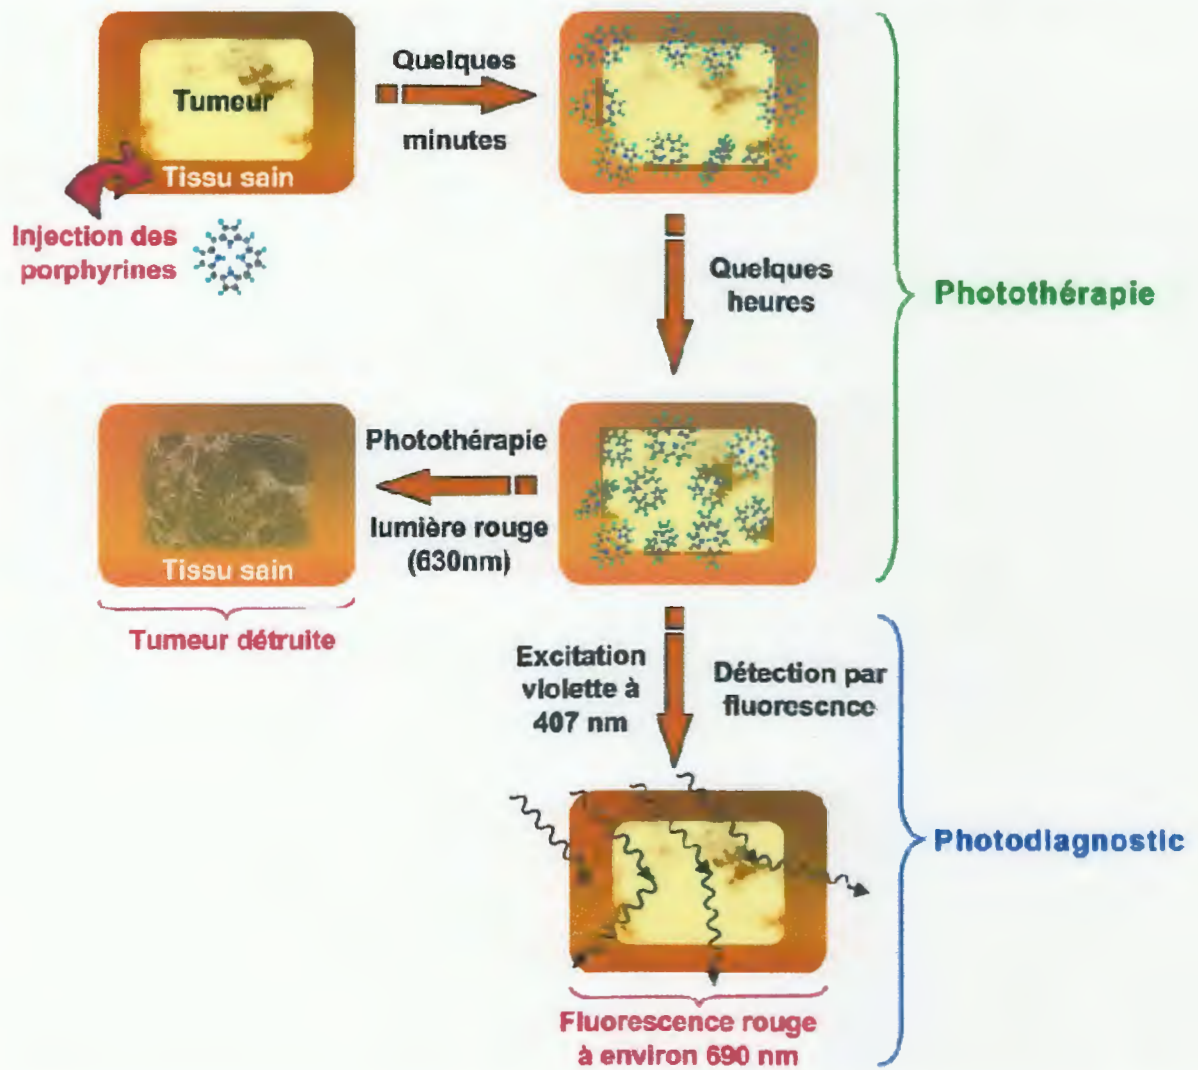 Tumeur
Tissu sain
Injection des
porphyrines
Quelques
minutes
Quelques
heures
Photothérapie
Photothérapie
lumière rouge
(630nm)
Tissu sain
Tumeur détruite
Excitation
violette à
407 nm
Détection par
fluorescnce
Photodiagnostic
Fluorescence rouge
à environ 690 nm